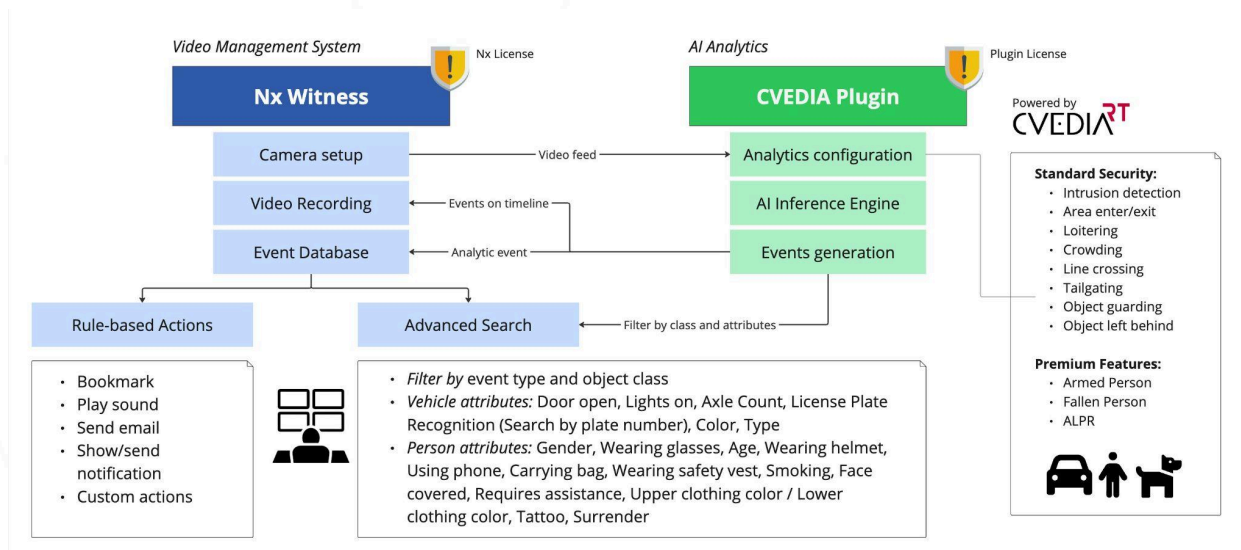 Video Management System
Nx License
Nx Witness
AI Analytics
Plugin License
CVEDIA Plugin
Powered by
CVEDIA RT
Camera setup
Video feed
Analytics configuration
Video Recording
Events on timeline
AI Inference Engine
Event Database
Analytic event
Events generation
Rule-based Actions
Advanced Search
Filter by class and attributes
• Bookmark
• Play sound
• Send email
• Show/send
notification
• Custom actions
• Filter by event type and object class
• Vehicle attributes: Door open, Lights on, Axle Count, License Plate
Recognition (Search by plate number), Color, Type
• Person attributes: Gender, Wearing glasses, Age, Wearing helmet,
Using phone, Carrying bag, Wearing safety vest, Smoking, Face
covered, Requires assistance, Upper clothing color / Lower
clothing color, Tattoo, Surrender
Standard Security:
• Intrusion detection
• Area enter/exit
• Loitering
• Crowding
• Line crossing
• Tailgating
• Object guarding
• Object left behind
Premium Features:
• Armed Person
• Fallen Person
• ALPR